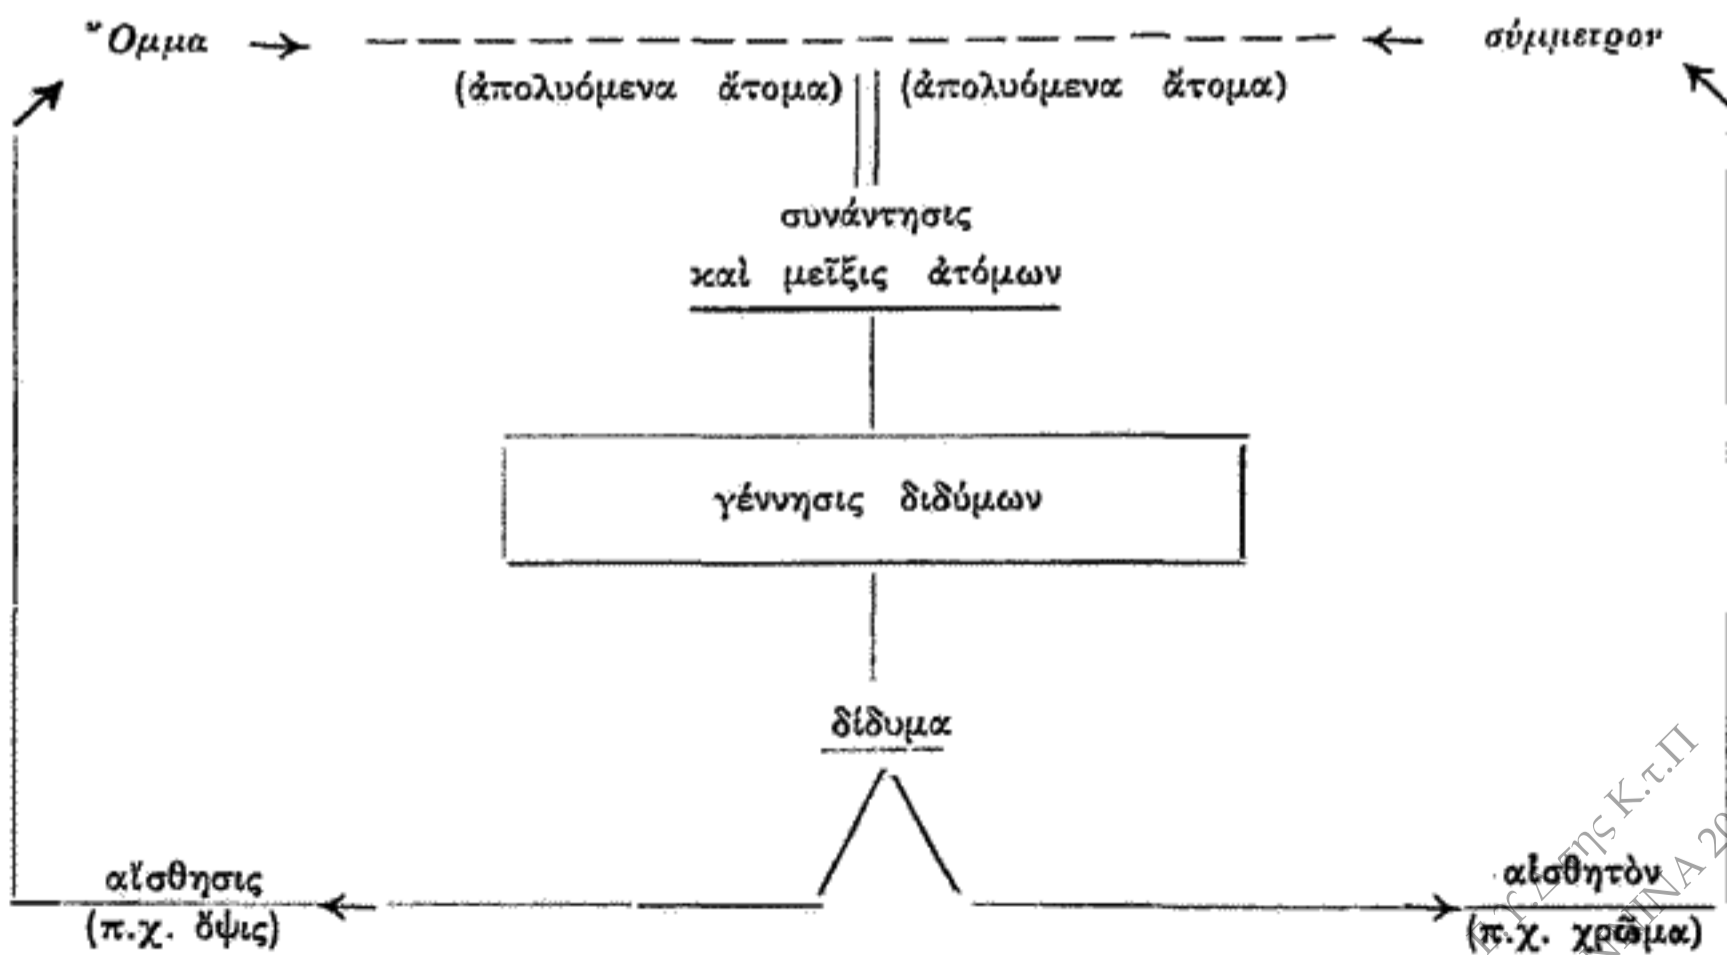 Ὄμμα σύμμετρον
(ἀπολυόμενα ἄτομα) (ἀπολυόμενα ἄτομα)
συνάντησις
καὶ μεῖξις ἀτόμων
γέννησις διδύμων
δίδυμα
αἴσθησις αἰσθητὸν
(π.χ. ὄψις) (π.χ. χρῶμα)
της Κ.τ.Π